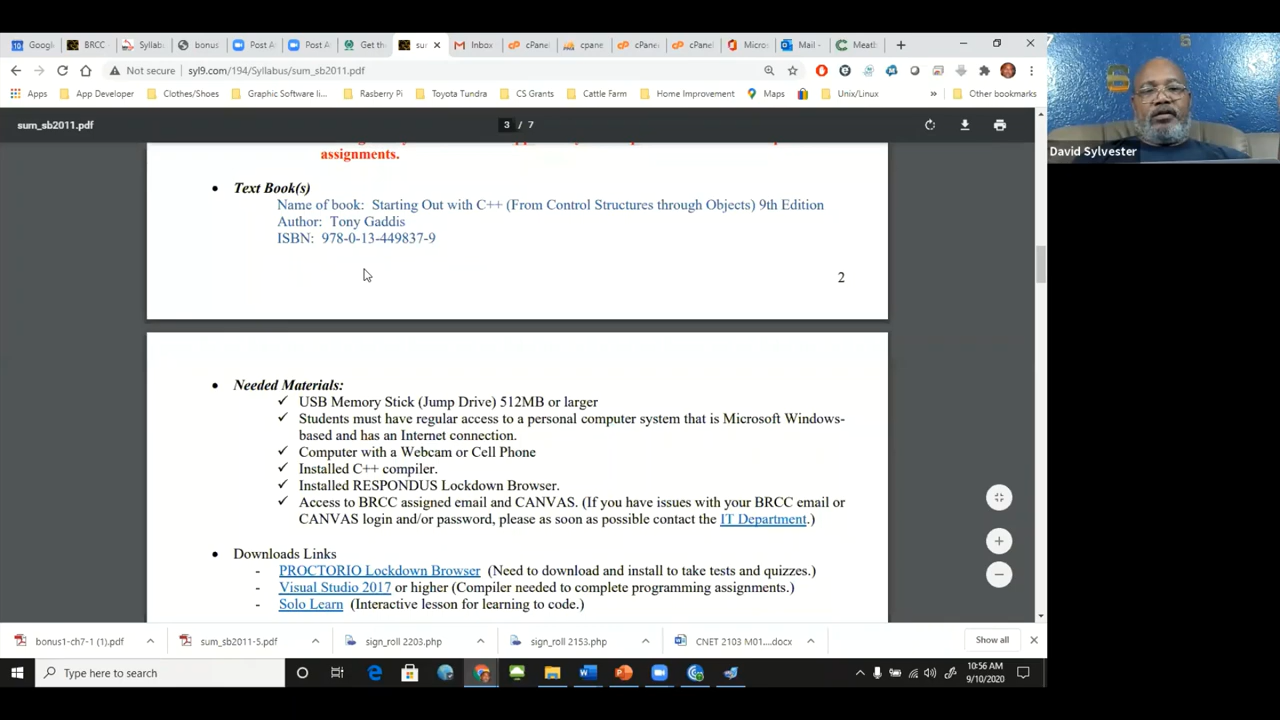 Googl
BRCC
Syllab
bonus
Post A
Post A
Get th
sur
Inbox
cPanel
cpane
cPanel
cPanel
Micros
Mail -
Meatb
Not secure
syl9.com/194/Syllabus/sum_sb2011.pdf
Apps
App Developer
Clothes/Shoes
Graphic Software li...
Rasberry Pi
Toyota Tundra
CS Grants
Cattle Farm
Home Improvement
Maps
Unix/Linux
Other bookmarks
sum_sb2011.pdf
3 / 7
David Sylvester
assignments.
• Text Book(s)
Name of book: Starting Out with C++ (From Control Structures through Objects) 9th Edition
Author: Tony Gaddis
ISBN: 978-0-13-449837-9
2
• Needed Materials:
✓ USB Memory Stick (Jump Drive) 512MB or larger
✓ Students must have regular access to a personal computer system that is Microsoft Windows-
based and has an Internet connection.
✓ Computer with a Webcam or Cell Phone
✓ Installed C++ compiler.
✓ Installed RESPONDUS Lockdown Browser.
✓ Access to BRCC assigned email and CANVAS. (If you have issues with your BRCC email or
CANVAS login and/or password, please as soon as possible contact the IT Department.)
• Downloads Links
- PROCTORIO Lockdown Browser (Need to download and install to take tests and quizzes.)
- Visual Studio 2017 or higher (Compiler needed to complete programming assignments.)
- Solo Learn (Interactive lesson for learning to code.)
bonus1-ch7-1 (1).pdf
sum_sb2011-5.pdf
sign_roll 2203.php
sign_roll 2153.php
CNET 2103 M01....docx
Show all
Type here to search
10:56 AM
9/10/2020